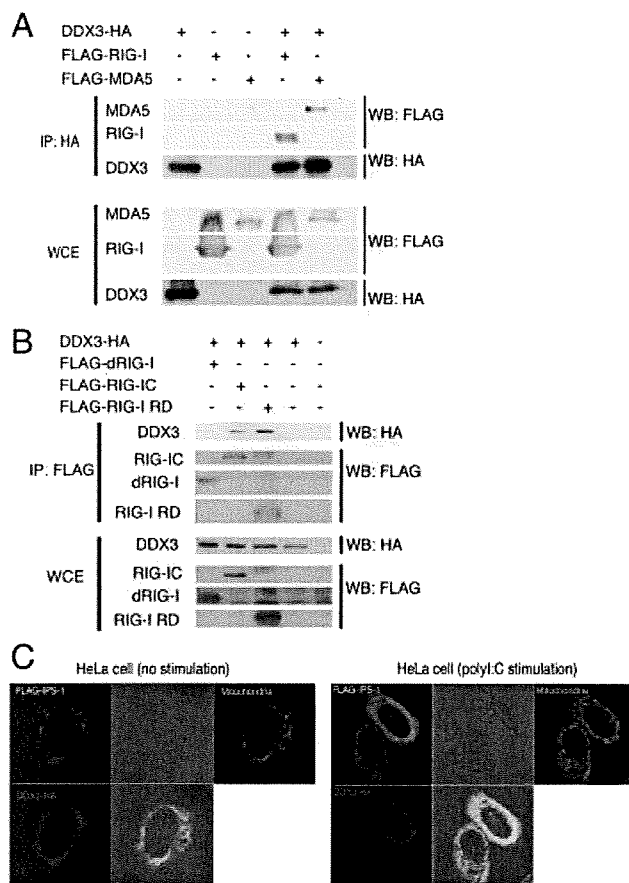 A
DDX3-HA + - - + +
FLAG-RIG-I - + - + -
FLAG-MDA5 - - + - +
IP: HA
MDA5
RIG-I
WB: FLAG
DDX3
WB: HA
WCE
MDA5
RIG-I
WB: FLAG
DDX3
WB: HA
B
DDX3-HA + + + + -
FLAG-dRIG-I + - - - -
FLAG-RIG-IC - + - - -
FLAG-RIG-I RD - - + - -
IP: FLAG
DDX3
WB: HA
RIG-IC
dRIG-I
RIG-I RD
WB: FLAG
WCE
DDX3
WB: HA
RIG-IC
dRIG-I
RIG-I RD
WB: FLAG
C
HeLa cell (no stimulation)
HeLa cell (polyI:C stimulation)
FLAG-IPS-1
Mitochondria
FLAG-IPS-1
Mitochondria
DDX3-HA